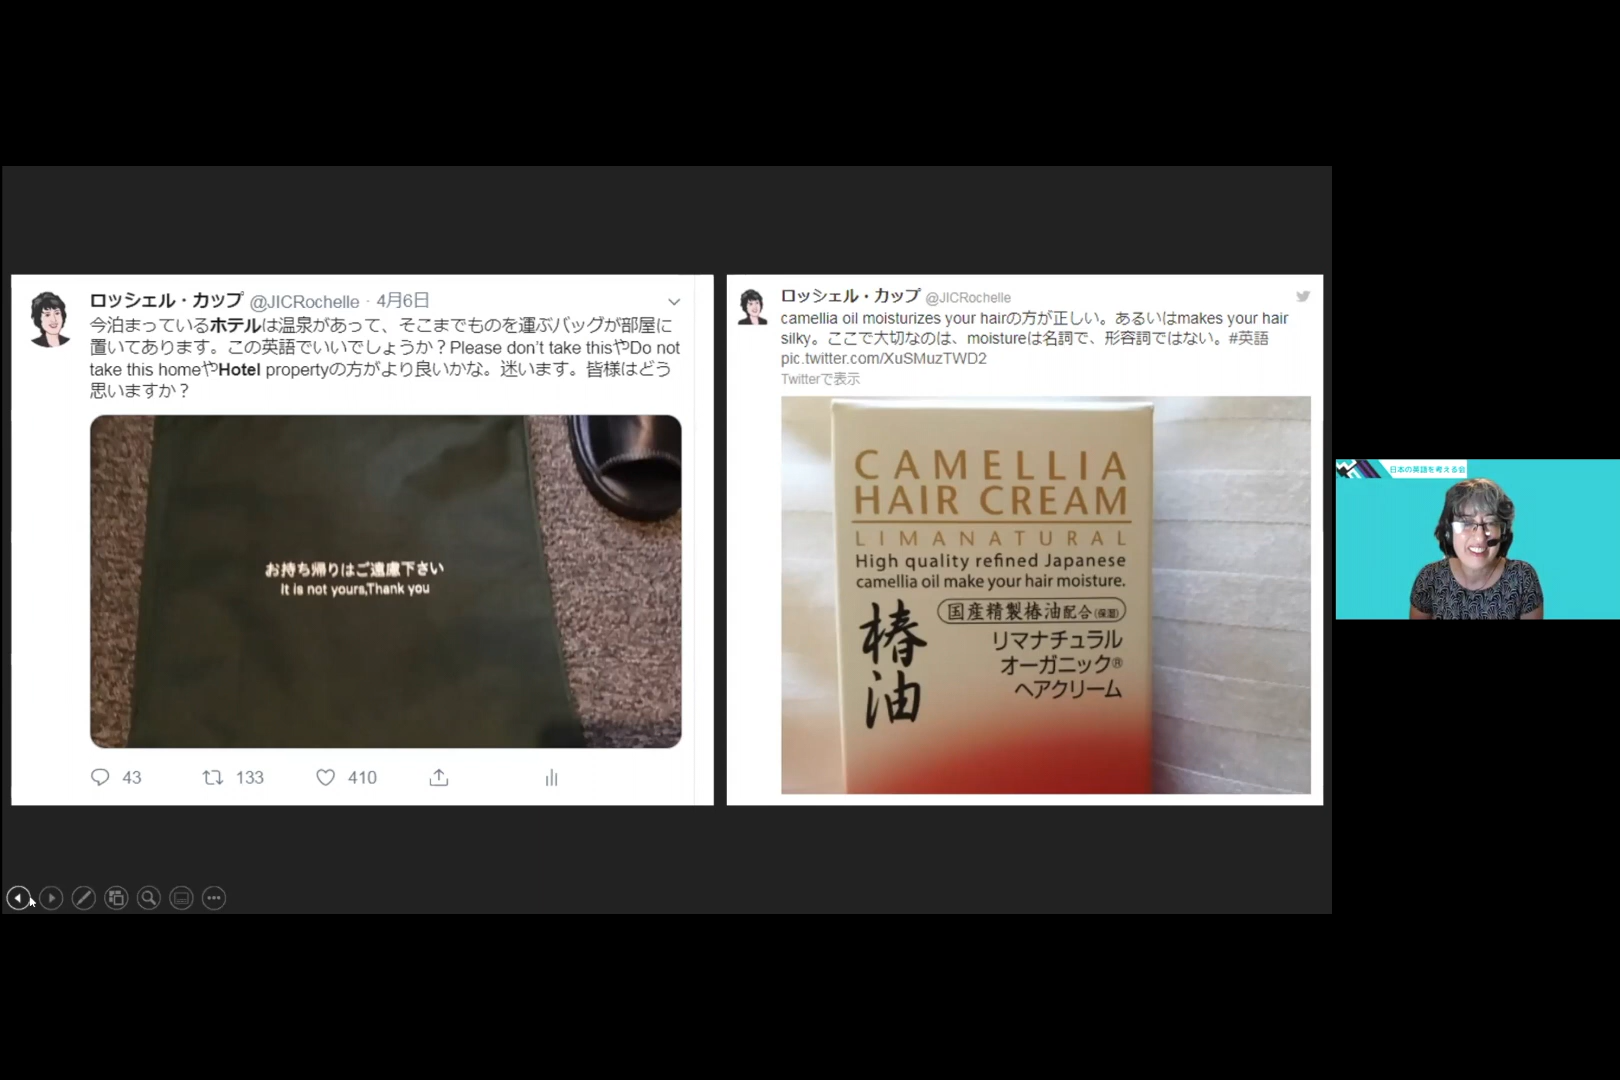 ロッシェル・カップ @JICRochelle · 4月6日
今泊まっているホテルは温泉があって、そこまでものを運ぶバッグが部屋に
置いてあります。この英語でいいでしょうか？Please don't take thisやDo not
take this homeやHotel propertyの方がより良いかな。迷います。皆様はどう
思いますか？
お持ち帰りはご遠慮下さい
It is not yours,Thank you
43 133 410
ロッシェル・カップ @JICRochelle
camellia oil moisturizes your hairの方が正しい。あるいはmakes your hair
silky。ここで大切なのは、moistureは名詞で、形容詞ではない。#英語
pic.twitter.com/XuSMuzTWD2
Twitterで表示
CAMELLIA
HAIR CREAM
LIMANATURAL
High quality refined Japanese
camellia oil make your hair moisture.
椿油
国産精製椿油配合(保湿)
リマナチュラル
オーガニック®
ヘアクリーム
日本の英語を考える会